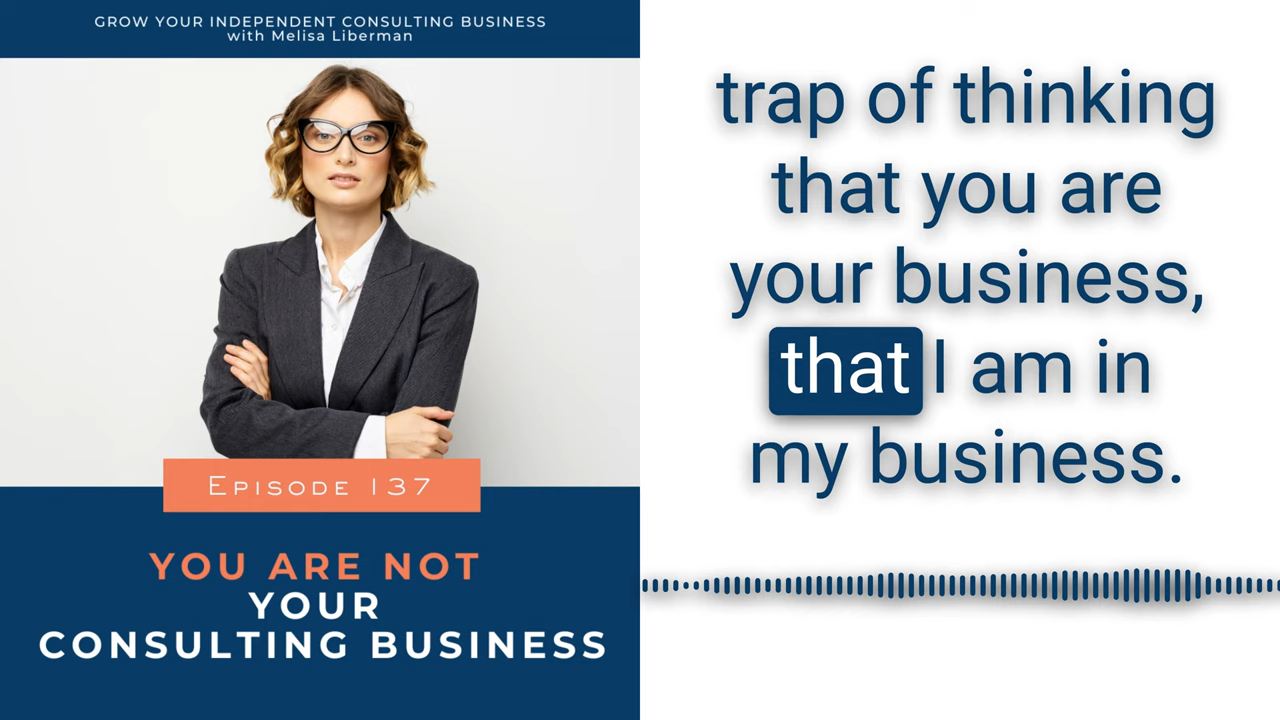 GROW YOUR INDEPENDENT CONSULTING BUSINESS
with Melisa Liberman
EPISODE 137
YOU ARE NOT
YOUR
CONSULTING BUSINESS
trap of thinking
that you are
your business,
that I am in
my business.